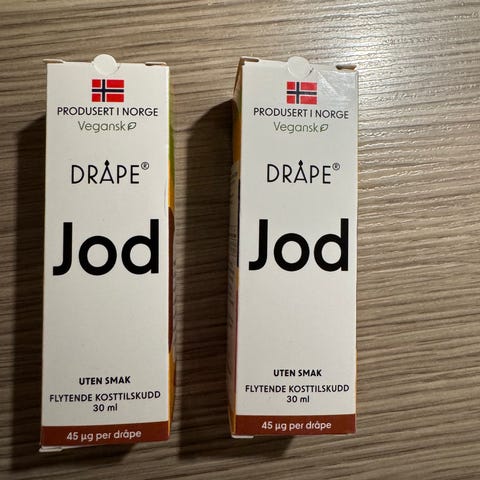 PRODUSERT I NORGE
Vegansk
DRÅPE®
Jod
UTEN SMAK
FLYTENDE KOSTTILSKUDD
30 ml
45 µg per dråpe
PRODUSERT I NORGE
Vegansk
DRÅPE®
Jod
UTEN SMAK
FLYTENDE KOSTTILSKUDD
30 ml
45 µg per dråpe